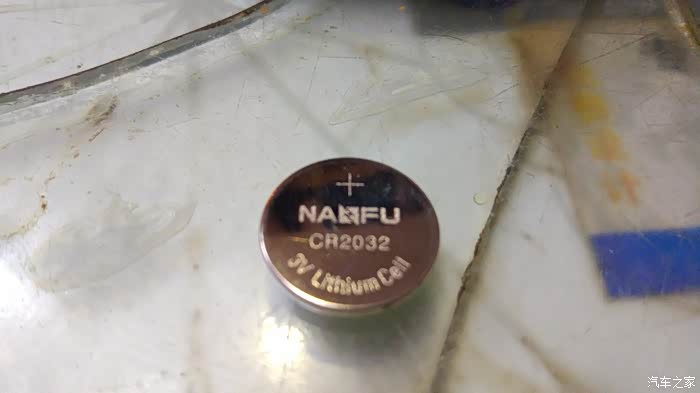 +
NANFU
CR2032
3V Lithium Cell
汽车之家